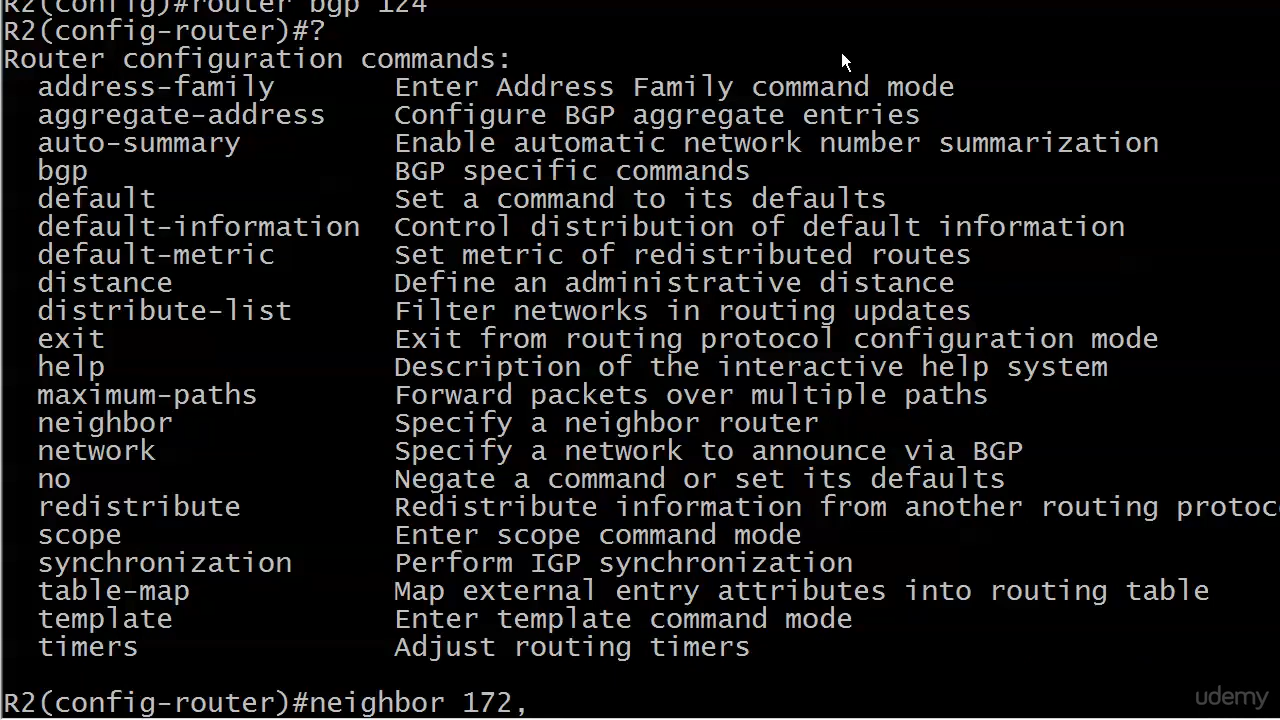 R2(config)#router bgp 124
R2(config-router)#?
Router configuration commands:
address-family Enter Address Family command mode
aggregate-address Configure BGP aggregate entries
auto-summary Enable automatic network number summarization
bgp BGP specific commands
default Set a command to its defaults
default-information Control distribution of default information
default-metric Set metric of redistributed routes
distance Define an administrative distance
distribute-list Filter networks in routing updates
exit Exit from routing protocol configuration mode
help Description of the interactive help system
maximum-paths Forward packets over multiple paths
neighbor Specify a neighbor router
network Specify a network to announce via BGP
no Negate a command or set its defaults
redistribute Redistribute information from another routing protoc
scope Enter scope command mode
synchronization Perform IGP synchronization
table-map Map external entry attributes into routing table
template Enter template command mode
timers Adjust routing timers
R2(config-router)#neighbor 172,
udemy